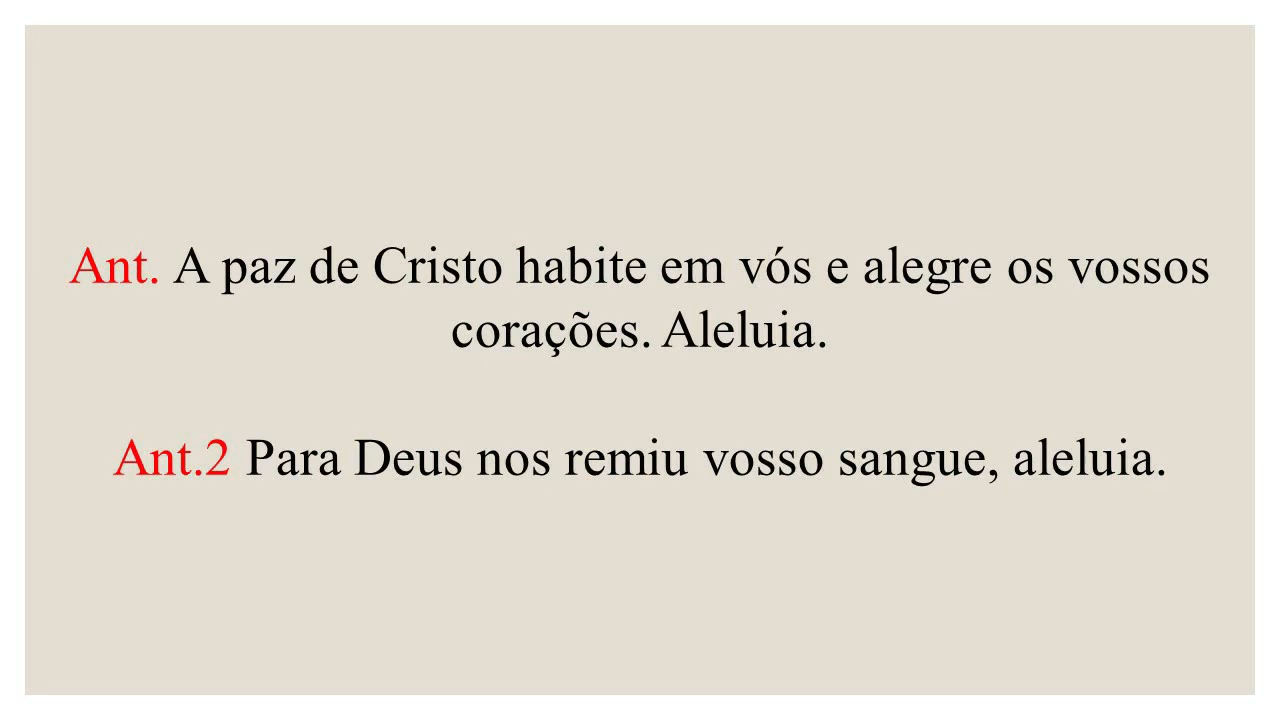 Ant. A paz de Cristo habite em vós e alegre os vossos
corações. Aleluia.
Ant.2 Para Deus nos remiu vosso sangue, aleluia.